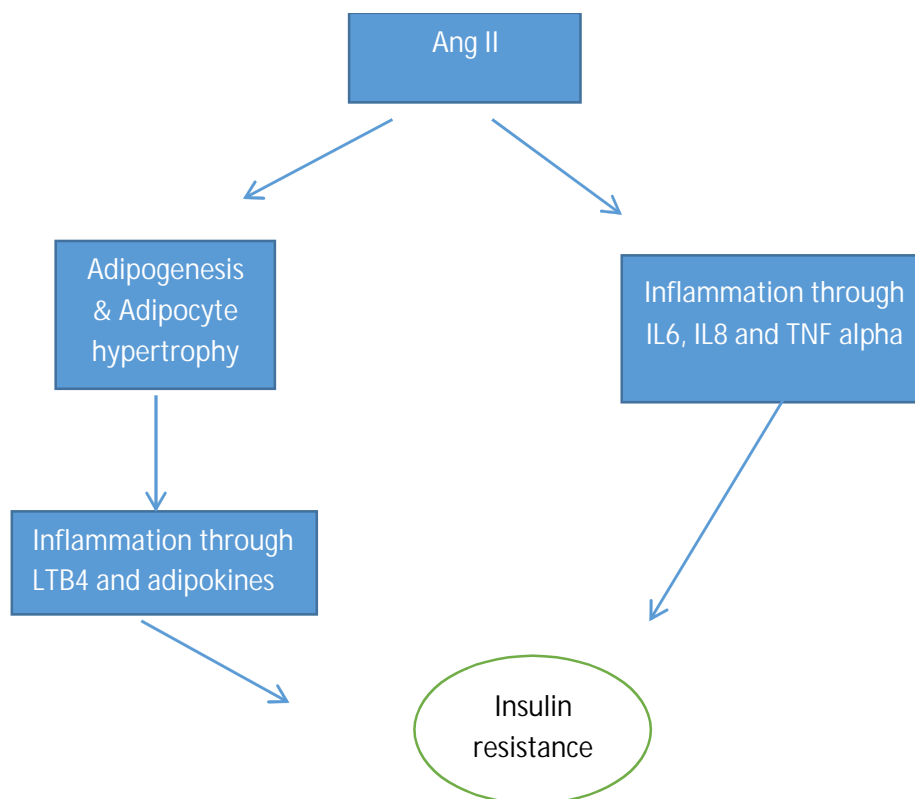 Ang II
Adipogenesis
& Adipocyte
hypertrophy
Inflammation through
IL6, IL8 and TNF alpha
Inflammation through
LTB4 and adipokines
Insulin
resistance